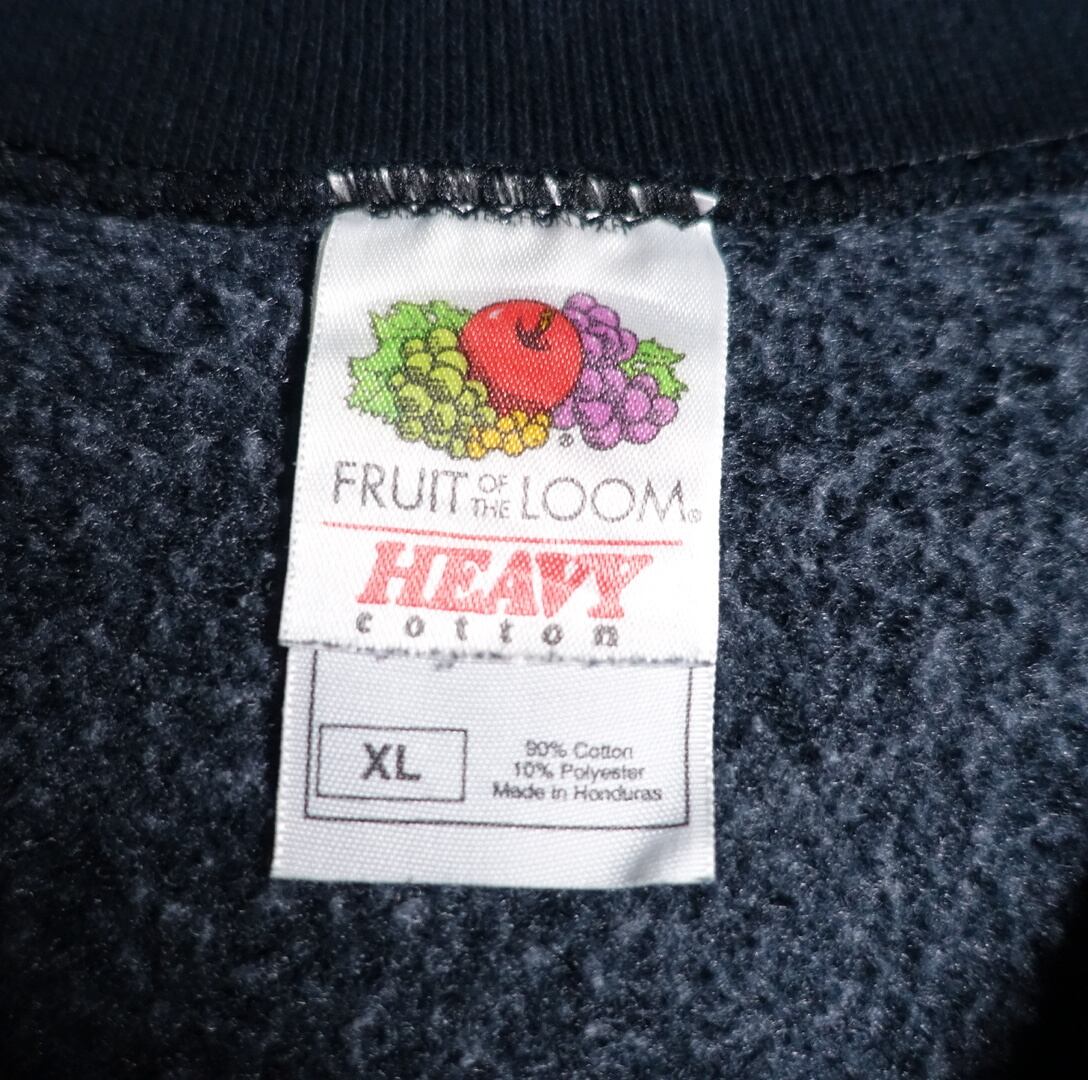 ®
FRUIT OF THE LOOM®
HEAVY
cotton
XL
90% Cotton
10% Polyester
Made in Honduras